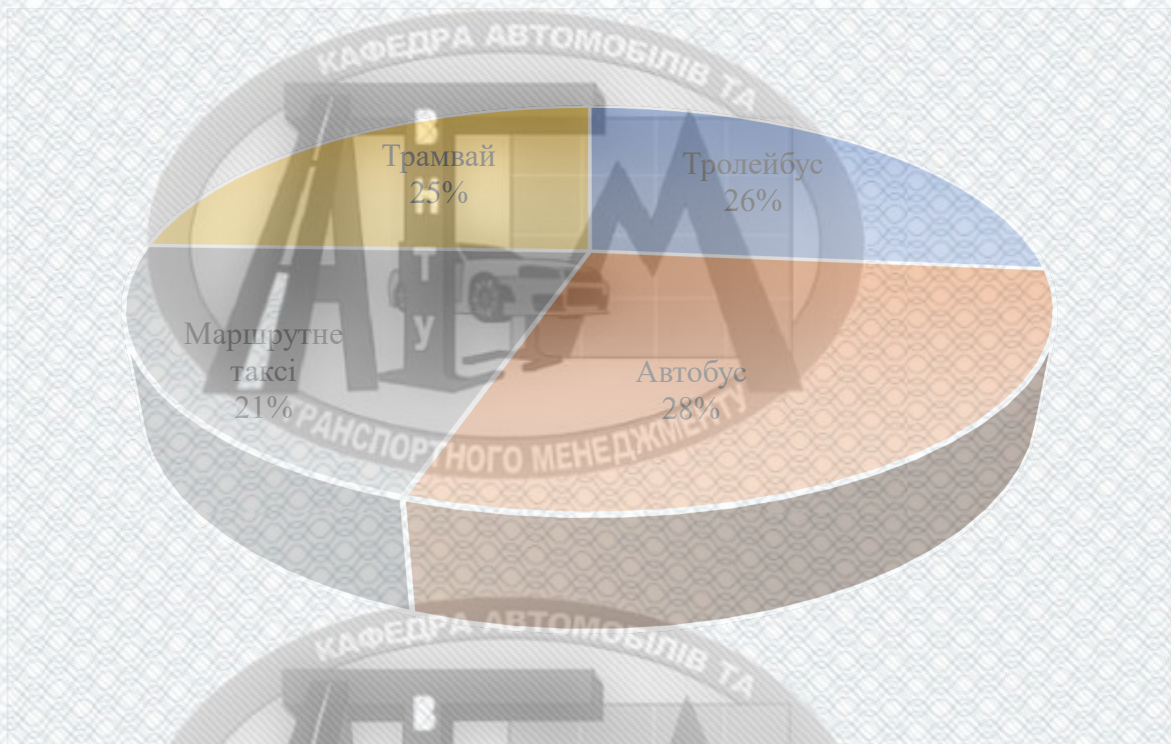 КАФЕДРА АВТОМОБІЛІВ ТА
В
Н
Т
У
Трамвай
25%
Тролейбус
26%
Маршрутне
таксі
21%
Автобус
28%
ТРАНСПОРТНОГО МЕНЕДЖМЕНТУ
КАФЕДРА АВТОМОБІЛІВ ТА
В